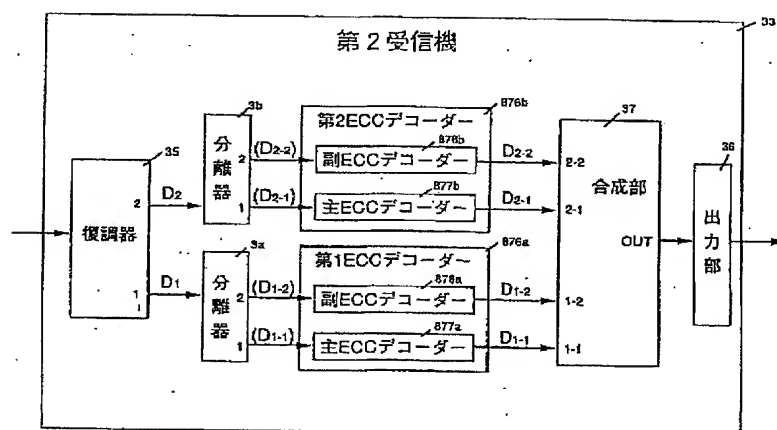 33
第2受信機
876b
37
3b
第2ECCデコーダー
分離器
(D2-2)
878b
副ECCデコーダー
D2-2
2-2
36
35
2
877b
合成部
D2
(D2-1)
主ECCデコーダー
D2-1
2-1
2
1
出力部
復調器
876a
OUT
3a
第1ECCデコーダー
分離器
(D1-2)
878a
D1-2
1
D1
2
副ECCデコーダー
1-2
(D1-1)
877a
D1-1
1
主ECCデコーダー
1-1